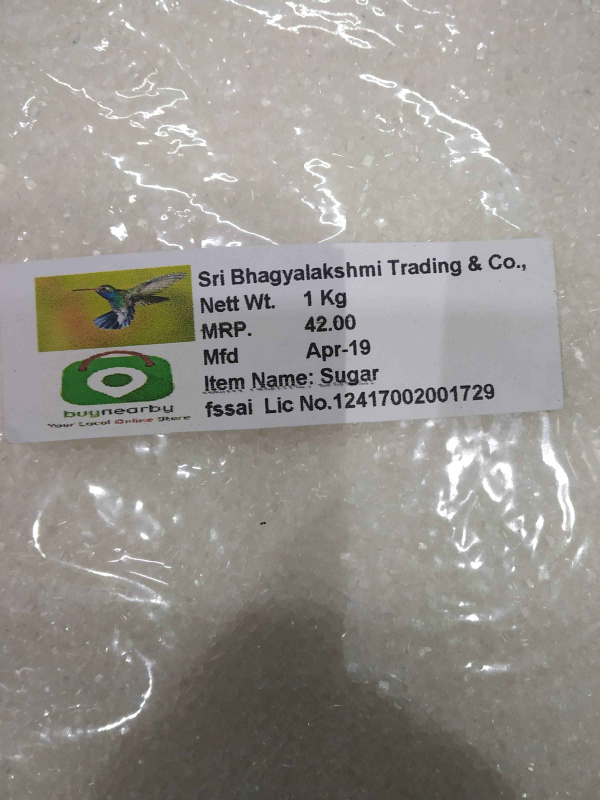 Sri Bhagyalakshmi Trading & Co.,
Nett Wt. 1 Kg
MRP. 42.00
Mfd Apr-19
Item Name: Sugar
fssai Lic No.12417002001729
buynearby
Your Local Online Store